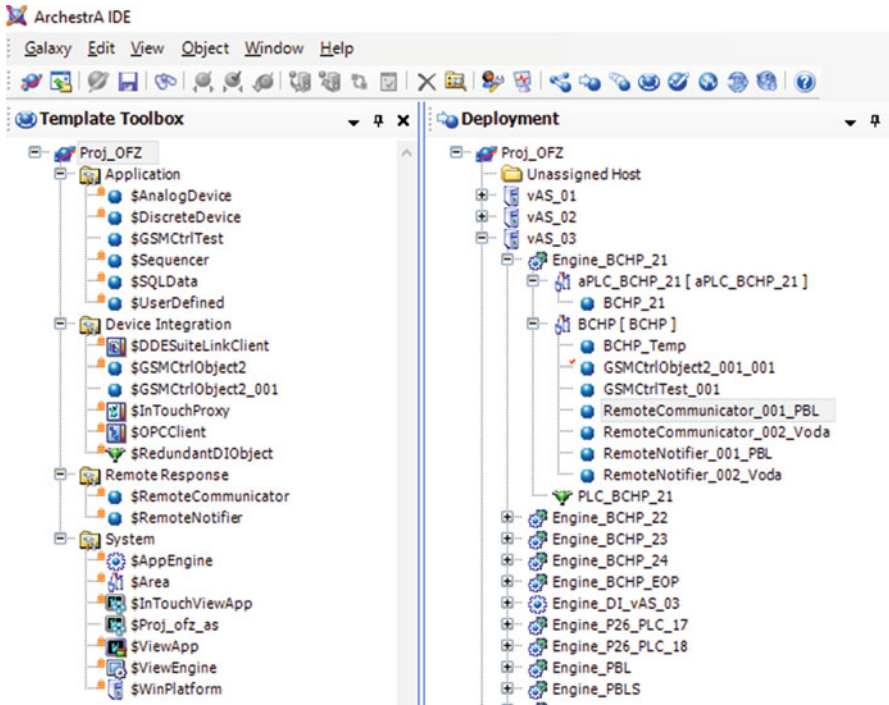 ArchestrA IDE
Galaxy Edit View Object Window Help
Template Toolbox
Proj_OFZ
Application
$AnalogDevice
$DiscreteDevice
$GSMCtrlTest
$Sequencer
$SQLData
$UserDefined
Device Integration
$DDESuiteLinkClient
$GSMCtrlObject2
$GSMCtrlObject2_001
$InTouchProxy
$OPCClient
$RedundantDIObject
Remote Response
$RemoteCommunicator
$RemoteNotifier
System
$AppEngine
$Area
$InTouchViewApp
$Proj_ofz_as
$ViewApp
$ViewEngine
$WinPlatform
Deployment
Proj_OFZ
Unassigned Host
vAS_01
vAS_02
vAS_03
Engine_BCHP_21
aPLC_BCHP_21 [ aPLC_BCHP_21 ]
BCHP_21
BCHP [ BCHP ]
BCHP_Temp
GSMCtrlObject2_001_001
GSMCtrlTest_001
RemoteCommunicator_001_PBL
RemoteCommunicator_002_Voda
RemoteNotifier_001_PBL
RemoteNotifier_002_Voda
PLC_BCHP_21
Engine_BCHP_22
Engine_BCHP_23
Engine_BCHP_24
Engine_BCHP_EOP
Engine_DI_vAS_03
Engine_P26_PLC_17
Engine_P26_PLC_18
Engine_PBL
Engine_PBLS